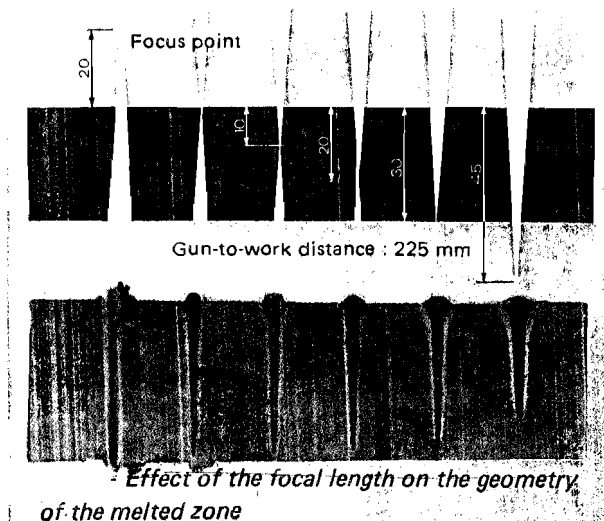 Focus point
20
10
20
30
45
Gun-to-work distance : 225 mm
- Effect of the focal length on the geometry
of the melted zone